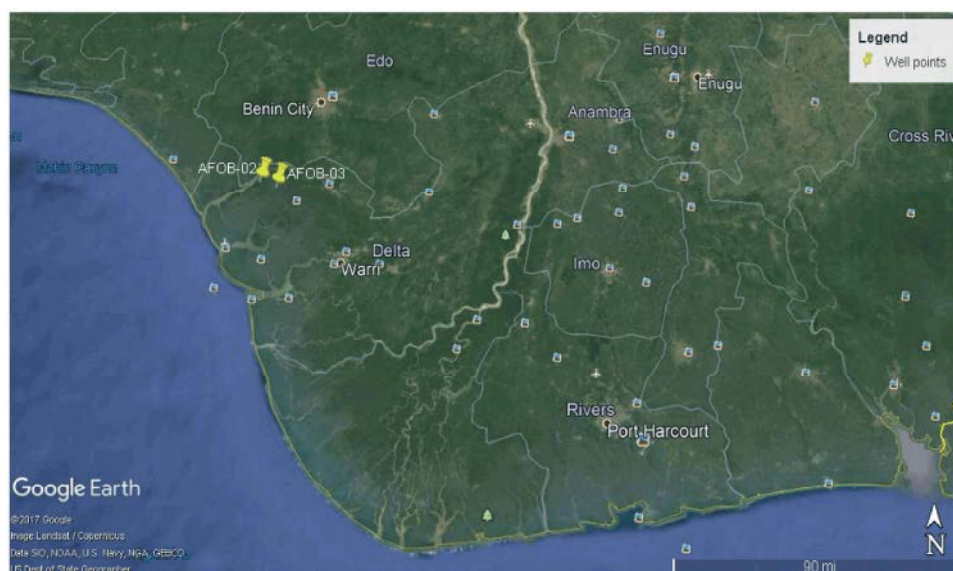 Legend
Well points
Enugu
Edo
Enugu
Benin City
Anambra
Cross Riv
Mahin Canyon
AFOB-02
AFOB-03
Delta
Warri
Imo
Rivers
Port Harcourt
Google Earth
©2017 Google
Image Landsat / Copernicus
Data SIO, NOAA, U.S. Navy, NGA, GEBCO
US Dept of State Geographer
N
90 mi